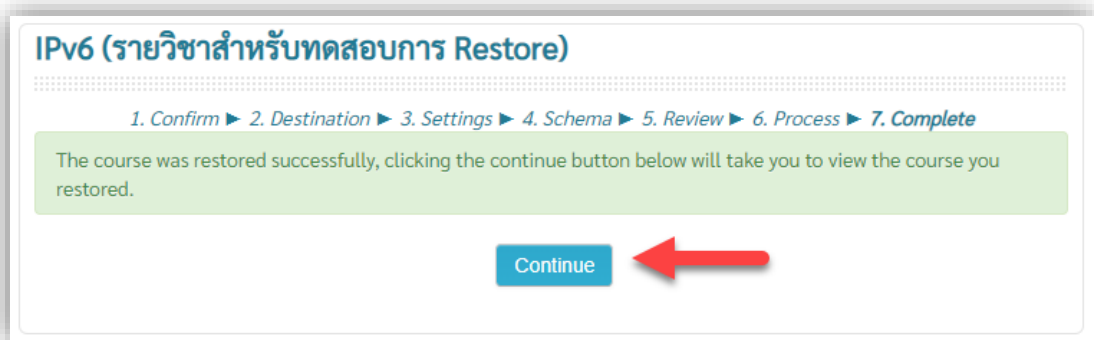 IPv6 (รายวิชาสำหรับทดสอบการ Restore)
1. Confirm ► 2. Destination ► 3. Settings ► 4. Schema ► 5. Review ► 6. Process ► 7. Complete
The course was restored successfully, clicking the continue button below will take you to view the course you
restored.
Continue